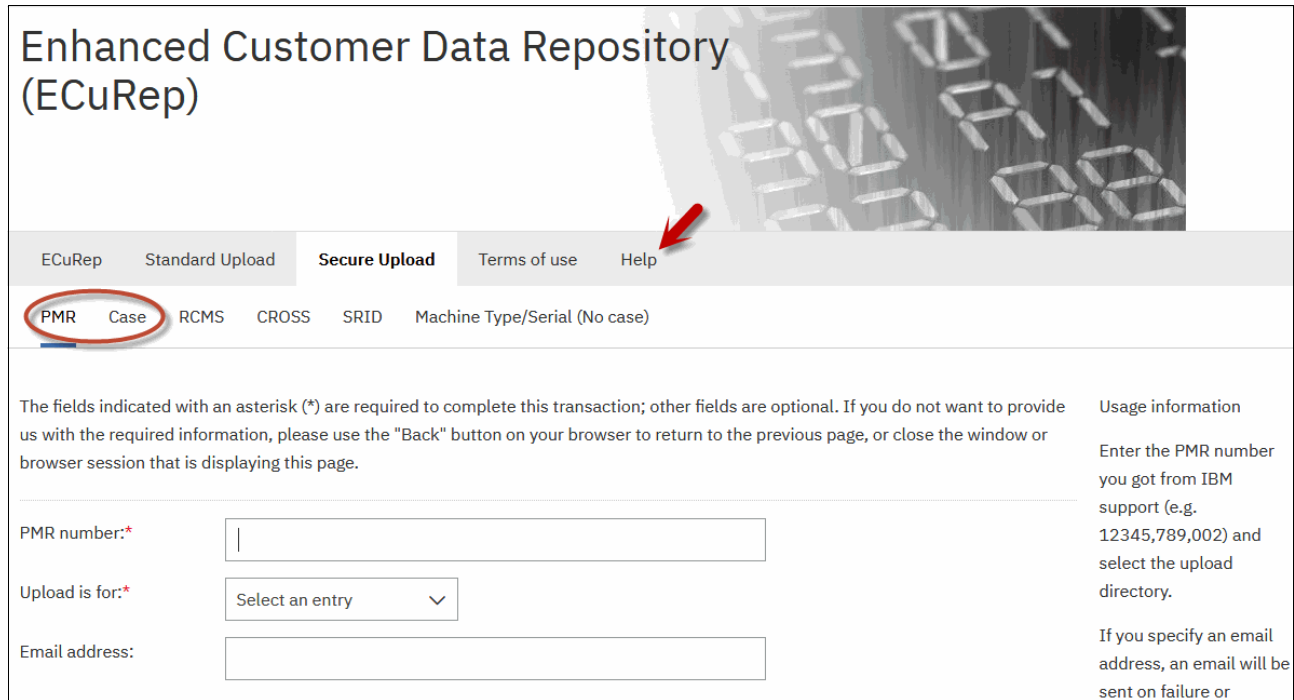 Enhanced Customer Data Repository
(ECuRep)
ECuRep Standard Upload Secure Upload Terms of use Help
PMR Case RCMS CROSS SRID Machine Type/Serial (No case)
The fields indicated with an asterisk (*) are required to complete this transaction; other fields are optional. If you do not want to provide
us with the required information, please use the "Back" button on your browser to return to the previous page, or close the window or
browser session that is displaying this page.
PMR number:*
Upload is for:*
Select an entry
Email address:
Usage information
Enter the PMR number
you got from IBM
support (e.g.
12345,789,002) and
select the upload
directory.
If you specify an email
address, an email will be
sent on failure or